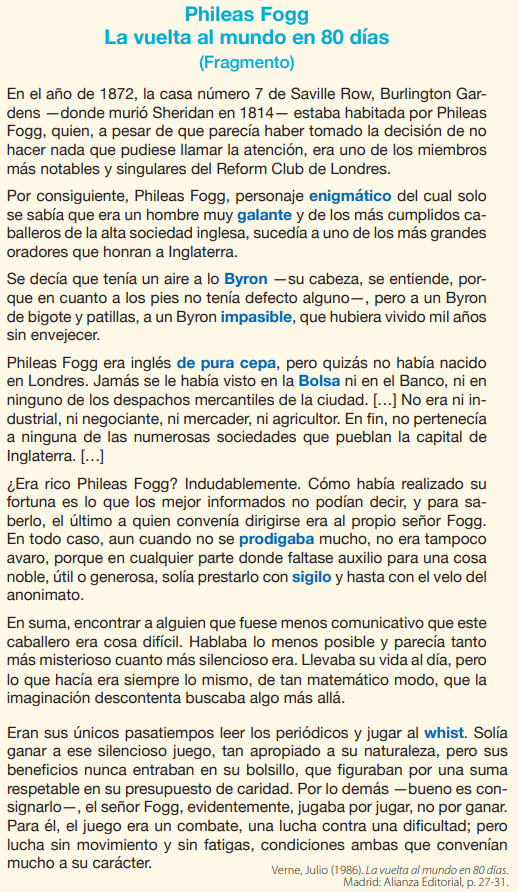 Phileas Fogg
La vuelta al mundo en 80 días
(Fragmento)
En el año de 1872, la casa número 7 de Saville Row, Burlington Gar-
dens —donde murió Sheridan en 1814— estaba habitada por Phileas
Fogg, quien, a pesar de que parecía haber tomado la decisión de no
hacer nada que pudiese llamar la atención, era uno de los miembros
más notables y singulares del Reform Club de Londres.
Por consiguiente, Phileas Fogg, personaje enigmático del cual solo
se sabía que era un hombre muy galante y de los más cumplidos ca-
balleros de la alta sociedad inglesa, sucedía a uno de los más grandes
oradores que honran a Inglaterra.
Se decía que tenía un aire a lo Byron —su cabeza, se entiende, por-
que en cuanto a los pies no tenía defecto alguno—, pero a un Byron
de bigote y patillas, a un Byron impasible, que hubiera vivido mil años
sin envejecer.
Phileas Fogg era inglés de pura cepa, pero quizás no había nacido
en Londres. Jamás se le había visto en la Bolsa ni en el Banco, ni en
ninguno de los despachos mercantiles de la ciudad. […] No era ni in-
dustrial, ni negociante, ni mercader, ni agricultor. En fin, no pertenecía
a ninguna de las numerosas sociedades que pueblan la capital de
Inglaterra. […]
¿Era rico Phileas Fogg? Indudablemente. Cómo había realizado su
fortuna es lo que los mejor informados no podían decir, y para sa-
berlo, el último a quien convenía dirigirse era al propio señor Fogg.
En todo caso, aun cuando no se prodigaba mucho, no era tampoco
avaro, porque en cualquier parte donde faltase auxilio para una cosa
noble, útil o generosa, solía prestarlo con sigilo y hasta con el velo del
anonimato.
En suma, encontrar a alguien que fuese menos comunicativo que este
caballero era cosa difícil. Hablaba lo menos posible y parecía tanto
más misterioso cuanto más silencioso era. Llevaba su vida al día, pero
lo que hacía era siempre lo mismo, de tan matemático modo, que la
imaginación descontenta buscaba algo más allá.
Eran sus únicos pasatiempos leer los periódicos y jugar al whist. Solía
ganar a ese silencioso juego, tan apropiado a su naturaleza, pero sus
beneficios nunca entraban en su bolsillo, que figuraban por una suma
respetable en su presupuesto de caridad. Por lo demás —bueno es con-
signarlo—, el señor Fogg, evidentemente, jugaba por jugar, no por ganar.
Para él, el juego era un combate, una lucha contra una dificultad; pero
lucha sin movimiento y sin fatigas, condiciones ambas que convenían
mucho a su carácter.
Verne, Julio (1986). La vuelta al mundo en 80 días.
Madrid: Alianza Editorial, p. 27-31.